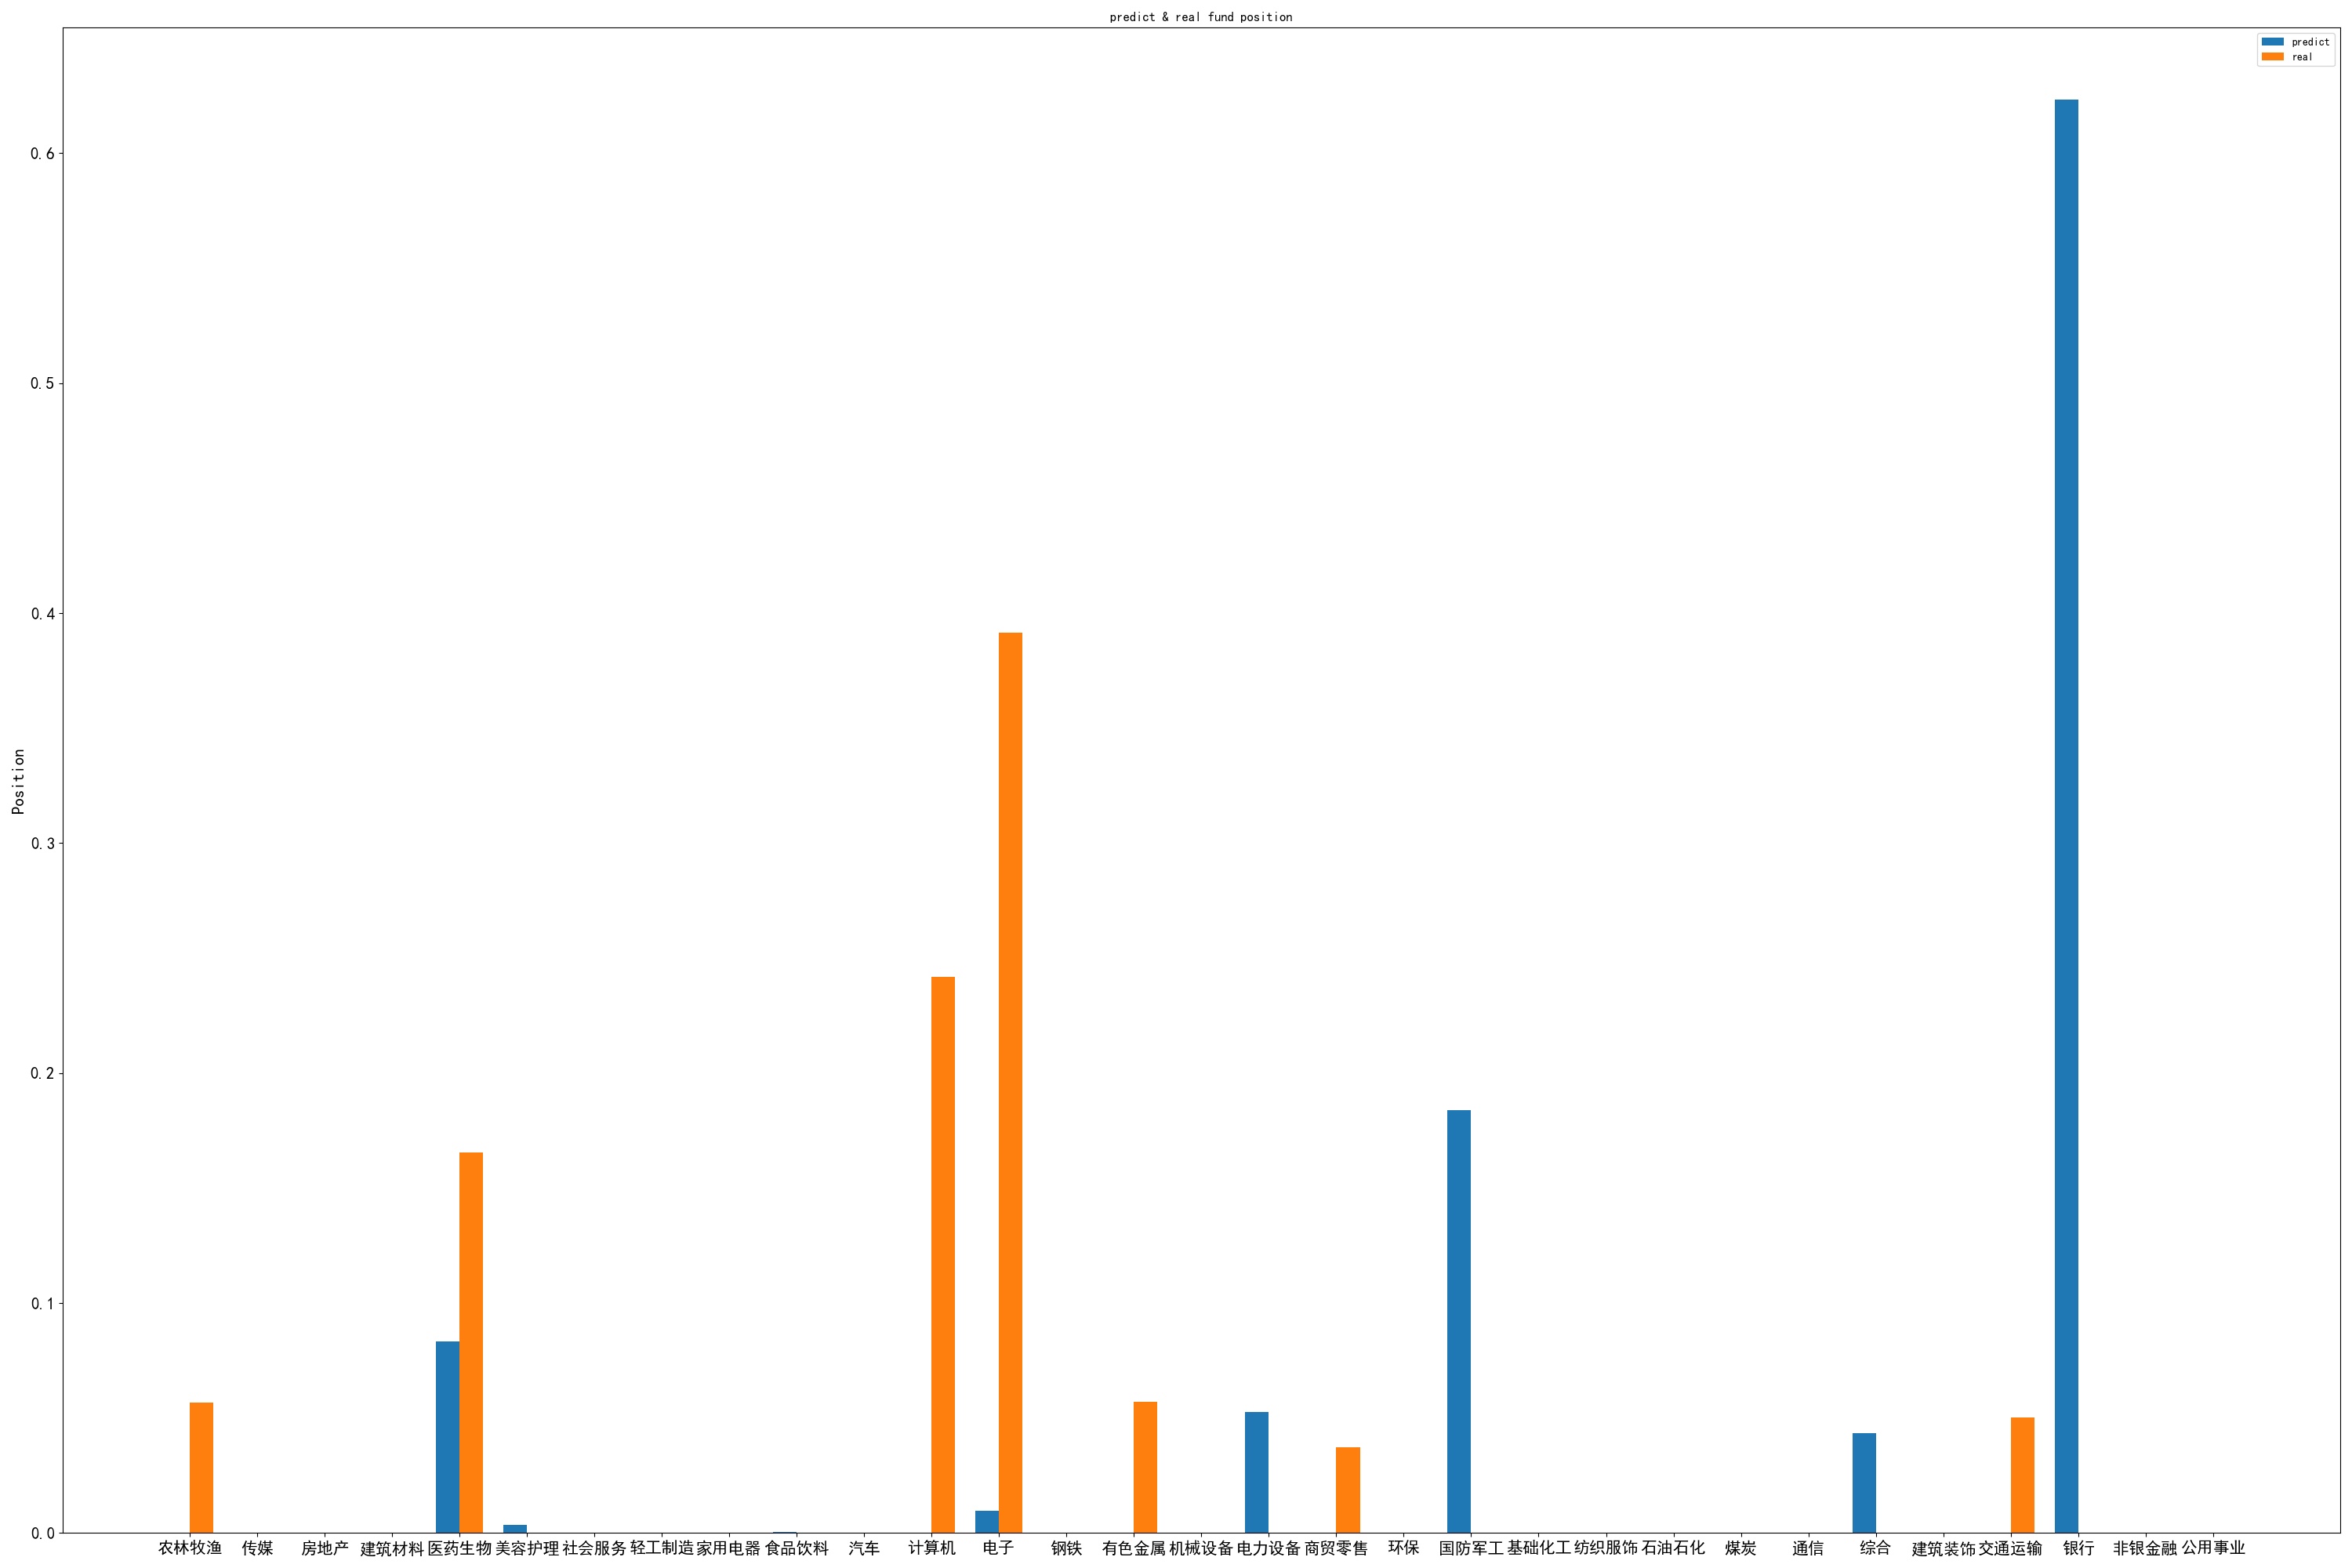 predict & real fund position
predict
real
Position
0.6
0.5
0.4
0.3
0.2
0.1
0.0
农林牧渔 传媒 房地产 建筑材料 医药生物 美容护理 社会服务 轻工制造 家用电器 食品饮料 汽车 计算机 电子 钢铁 有色金属 机械设备 电力设备 商贸零售 环保 国防军工 基础化工 纺织服饰 石油石化 煤炭 通信 综合 建筑装饰 交通运输 银行 非银金融 公用事业